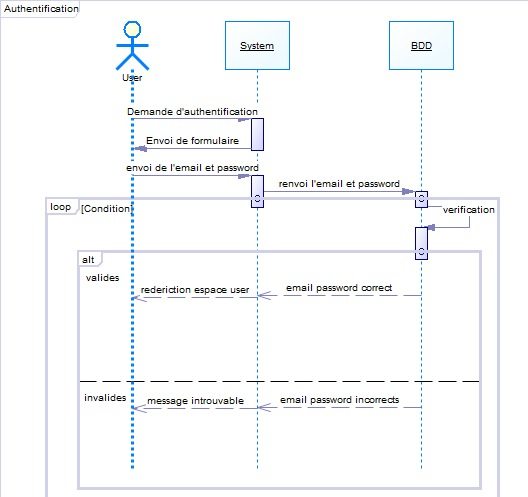 Authentification
User
System
BDD
Demande d'authentification
Envoi de formulaire
envoi de l'email et password
renvoi l'email et password
loop
[Condition]
verification
alt
valides
rederiction espace user
email password correct
invalides
message introuvable
email password incorrects